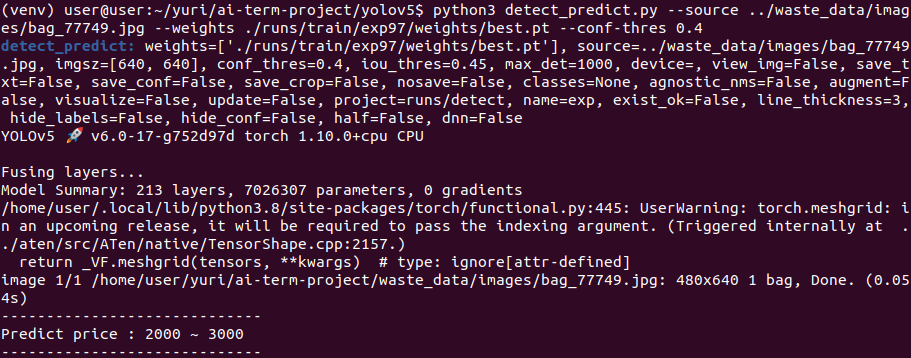 (venv) user@user:~/yuri/ai-term-project/yolov5$ python3 detect_predict.py --source ../waste_data/imag
es/bag_77749.jpg --weights ./runs/train/exp97/weights/best.pt --conf-thres 0.4
detect_predict: weights=['./runs/train/exp97/weights/best.pt'], source=../waste_data/images/bag_77749
.jpg, imgsz=[640, 640], conf_thres=0.4, iou_thres=0.45, max_det=1000, device=, view_img=False, save_t
xt=False, save_conf=False, save_crop=False, nosave=False, classes=None, agnostic_nms=False, augment=F
alse, visualize=False, update=False, project=runs/detect, name=exp, exist_ok=False, line_thickness=3,
 hide_labels=False, hide_conf=False, half=False, dnn=False
YOLOv5 🚀 v6.0-17-g752d97d torch 1.10.0+cpu CPU

Fusing layers...
Model Summary: 213 layers, 7026307 parameters, 0 gradients
/home/user/.local/lib/python3.8/site-packages/torch/functional.py:445: UserWarning: torch.meshgrid: i
n an upcoming release, it will be required to pass the indexing argument. (Triggered internally at  .
./aten/src/ATen/native/TensorShape.cpp:2157.)
  return _VF.meshgrid(tensors, **kwargs)  # type: ignore[attr-defined]
image 1/1 /home/user/yuri/ai-term-project/waste_data/images/bag_77749.jpg: 480x640 1 bag, Done. (0.05
4s)
-----------------------------
Predict price : 2000 ~ 3000
-----------------------------